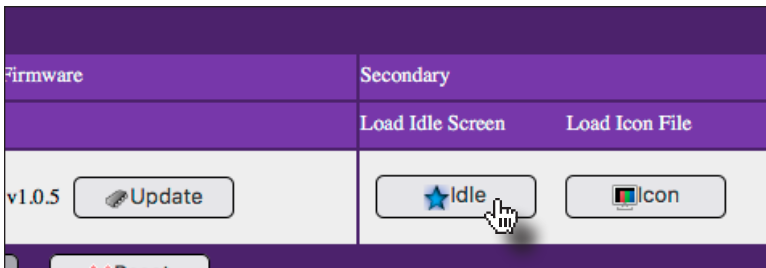 Firmware Secondary
Load Idle Screen Load Icon File
v1.0.5 Update Idle Icon